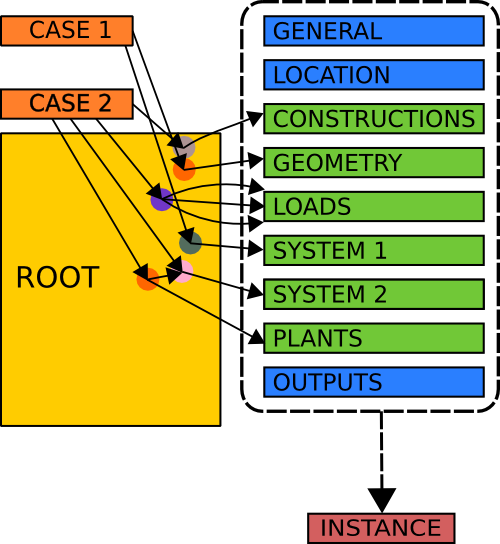 CASE 1
CASE 2
ROOT
GENERAL
LOCATION
CONSTRUCTIONS
GEOMETRY
LOADS
SYSTEM 1
SYSTEM 2
PLANTS
OUTPUTS
INSTANCE